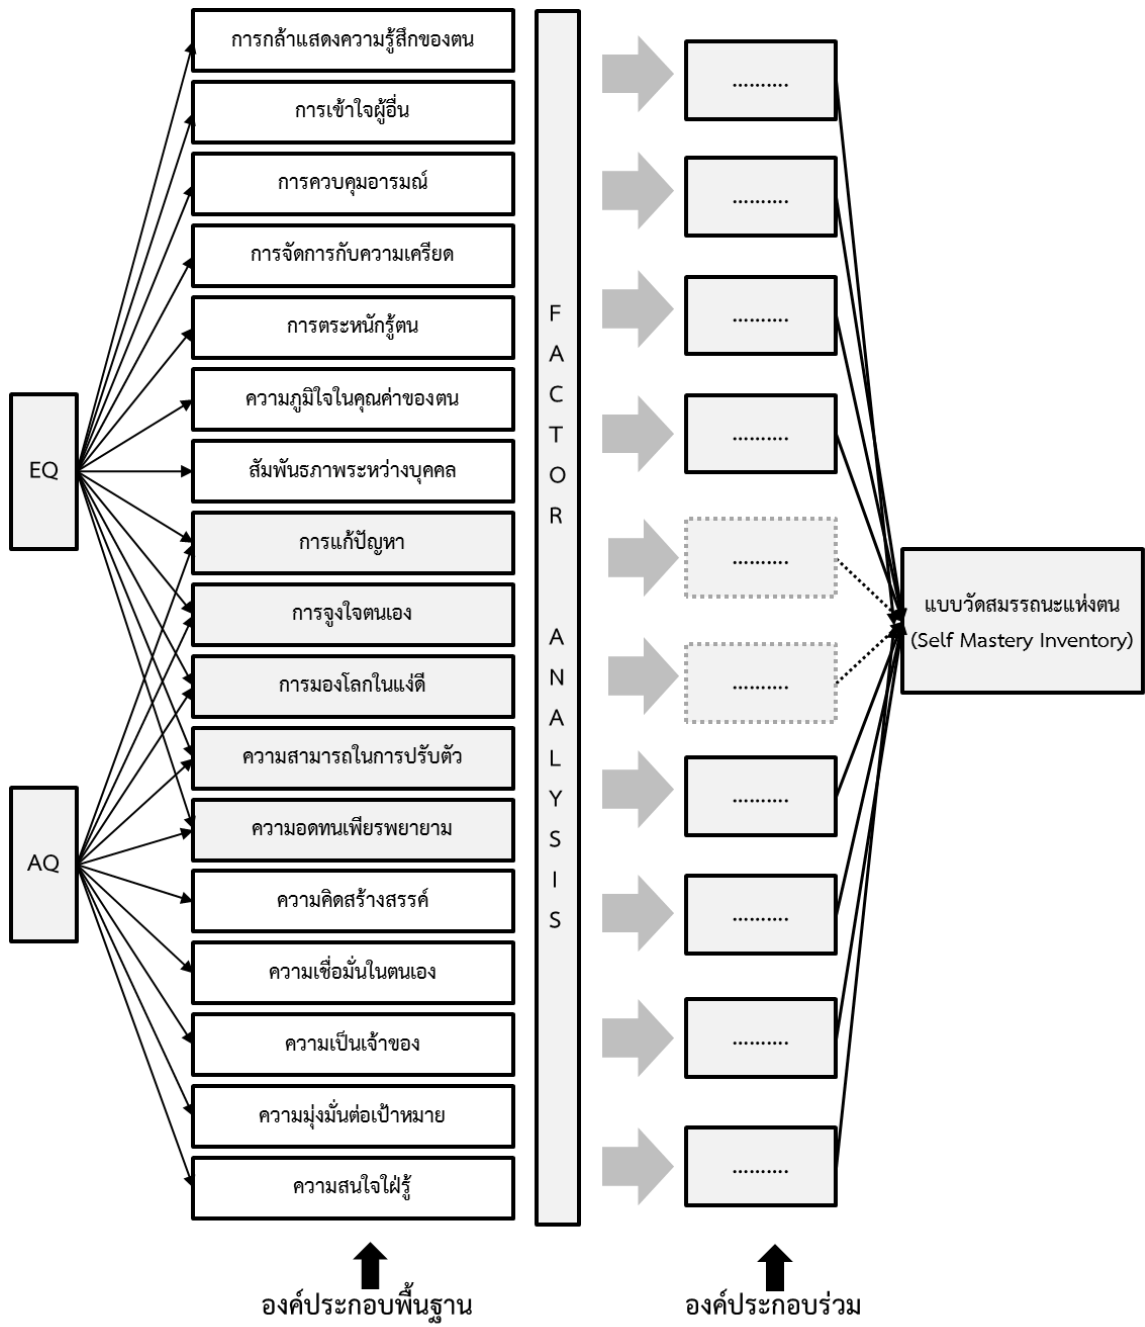 EQ
AQ
การกล้าแสดงความรู้สึกของตน
การเข้าใจผู้อื่น
การควบคุมอารมณ์
การจัดการกับความเครียด
การตระหนักรู้ตน
ความภูมิใจในคุณค่าของตน
สัมพันธภาพระหว่างบุคคล
การแก้ปัญหา
การจูงใจตนเอง
การมองโลกในแง่ดี
ความสามารถในการปรับตัว
ความอดทนเพียรพยายาม
ความคิดสร้างสรรค์
ความเชื่อมั่นในตนเอง
ความเป็นเจ้าของ
ความมุ่งมั่นต่อเป้าหมาย
ความสนใจใฝ่รู้
องค์ประกอบพื้นฐาน
FACTOR ANALYSIS
..........
..........
..........
..........
..........
..........
..........
..........
..........
..........
องค์ประกอบร่วม
แบบวัดสมรรถนะแห่งตน
(Self Mastery Inventory)